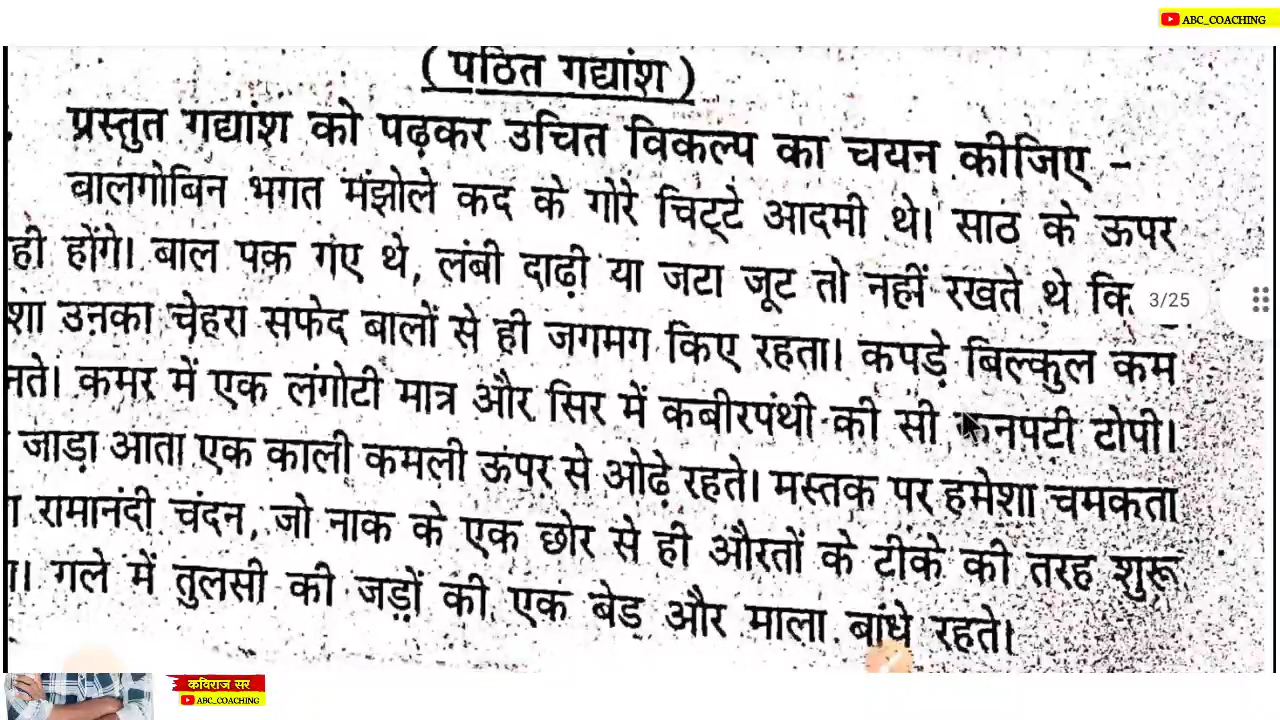 ABC_COACHING
( पठित गद्यांश )
प्रस्तुत गद्यांश को पढ़कर उचित विकल्प का चयन कीजिए -
बालगोबिन भगत मंझोले कद के गोरे चिट्टे आदमी थे। साठ के ऊपर
ही होंगे। बाल पक गए थे, लंबी दाढ़ी या जटा जूट तो नहीं रखते थे
3/25
उनका चेहरा सफेद बालों से ही जगमग किए रहता। कपड़े बिल्कुल कम
कमर में एक लंगोटी मात्र और सिर में कबीरपंथी की सी कनपटी टोपी।
जाड़ा आता एक काली कमली ऊपर से ओढ़े रहते। मस्तक पर हमेशा चमकता
रामानंदी चंदन, जो नाक के एक छोर से ही औरतों के टीके की तरह शुरू
गले में तुलसी की जड़ों की एक बेड और माला बांधे रहते।
कविराज सर
ABC_COACHING